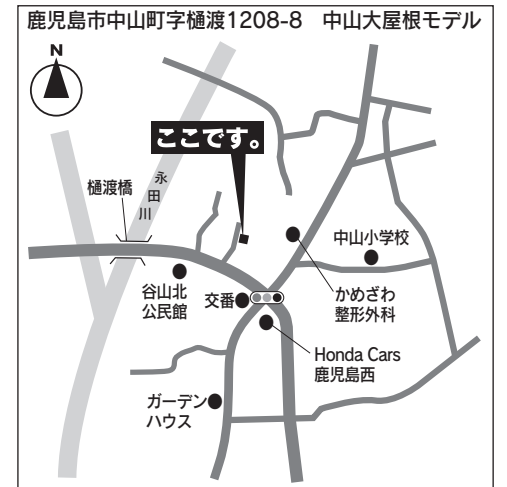 鹿児島市中山町字樋渡1208-8　中山大屋根モデル
N
ここです。
樋渡橋
永田川
中山小学校
谷山北
公民館
交番
かめざわ
整形外科
Honda Cars
鹿児島西
ガーデン
ハウス